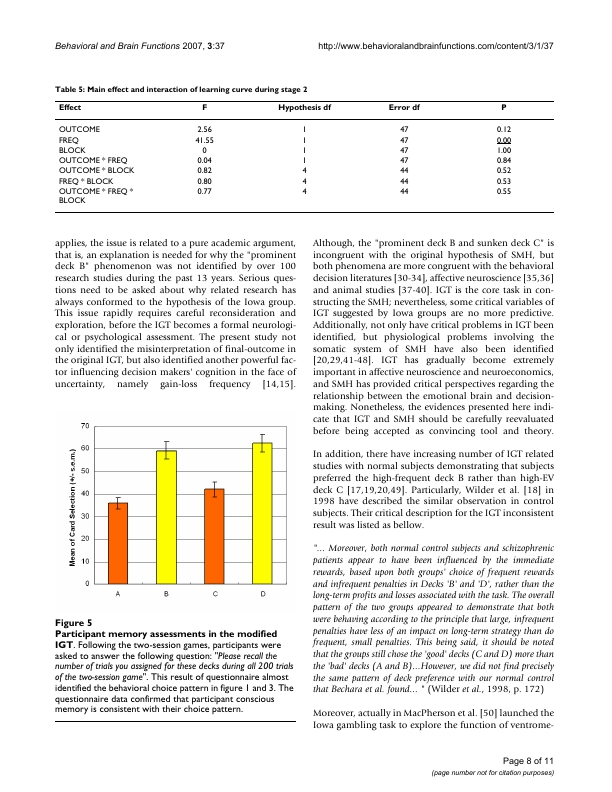 Behavioral and Brain Functions 2007, 3:37 http://www.behavioralandbrainfunctions.com/content/3/1/37
Table 5: Main effect and interaction of learning curve during stage 2
Effect F Hypothesis df Error df P
OUTCOME 2.56 1 47 0.12
FREQ 41.55 1 47 0.00
BLOCK 0 1 47 1.00
OUTCOME * FREQ 0.04 1 47 0.84
OUTCOME * BLOCK 0.82 4 44 0.52
FREQ * BLOCK 0.80 4 44 0.53
OUTCOME * FREQ * 0.77 4 44 0.55
BLOCK
applies, the issue is related to a pure academic argument,
that is, an explanation is needed for why the "prominent
deck B" phenomenon was not identified by over 100
research studies during the past 13 years. Serious ques-
tions need to be asked about why related research has
always conformed to the hypothesis of the Iowa group.
This issue rapidly requires careful reconsideration and
exploration, before the IGT becomes a formal neurologi-
cal or psychological assessment. The present study not
only identified the misinterpretation of final-outcome in
the original IGT, but also identified another powerful fac-
tor influencing decision makers' cognition in the face of
uncertainty, namely gain-loss frequency [14,15].
70
60
50
40
30
20
10
0
Mean of Card Selection (+/- s.e.m.)
A B C D
Figure 5
Participant memory assessments in the modified
IGT. Following the two-session games, participants were
asked to answer the following question: "Please recall the
number of trials you assigned for these decks during all 200 trials
of the two-session game". This result of questionnaire almost
identified the behavioral choice pattern in figure 1 and 3. The
questionnaire data confirmed that participant conscious
memory is consistent with their choice pattern.
Although, the "prominent deck B and sunken deck C" is
incongruent with the original hypothesis of SMH, but
both phenomena are more congruent with the behavioral
decision literatures [30-34], affective neuroscience [35,36]
and animal studies [37-40]. IGT is the core task in con-
structing the SMH; nevertheless, some critical variables of
IGT suggested by Iowa groups are no more predictive.
Additionally, not only have critical problems in IGT been
identified, but physiological problems involving the
somatic system of SMH have also been identified
[20,29,41-48]. IGT has gradually become extremely
important in affective neuroscience and neuroeconomics,
and SMH has provided critical perspectives regarding the
relationship between the emotional brain and decision-
making. Nonetheless, the evidences presented here indi-
cate that IGT and SMH should be carefully reevaluated
before being accepted as convincing tool and theory.
In addition, there have increasing number of IGT related
studies with normal subjects demonstrating that subjects
preferred the high-frequent deck B rather than high-EV
deck C [17,19,20,49]. Particularly, Wilder et al. [18] in
1998 have described the similar observation in control
subjects. Their critical description for the IGT inconsistent
result was listed as bellow.
"... Moreover, both normal control subjects and schizophrenic
patients appear to have been influenced by the immediate
rewards, based upon both groups' choice of frequent rewards
and infrequent penalties in Decks 'B' and 'D', rather than the
long-term profits and losses associated with the task. The overall
pattern of the two groups appeared to demonstrate that both
were behaving according to the principle that large, infrequent
penalties have less of an impact on long-term strategy than do
frequent, small penalties. This being said, it should be noted
that the groups still chose the 'good' decks (C and D) more than
the 'bad' decks (A and B)...However, we did not find precisely
the same pattern of deck preference with our normal control
that Bechara et al. found... " (Wilder et al., 1998, p. 172)
Moreover, actually in MacPherson et al. [50] launched the
Iowa gambling task to explore the function of ventrome-
Page 8 of 11
(page number not for citation purposes)